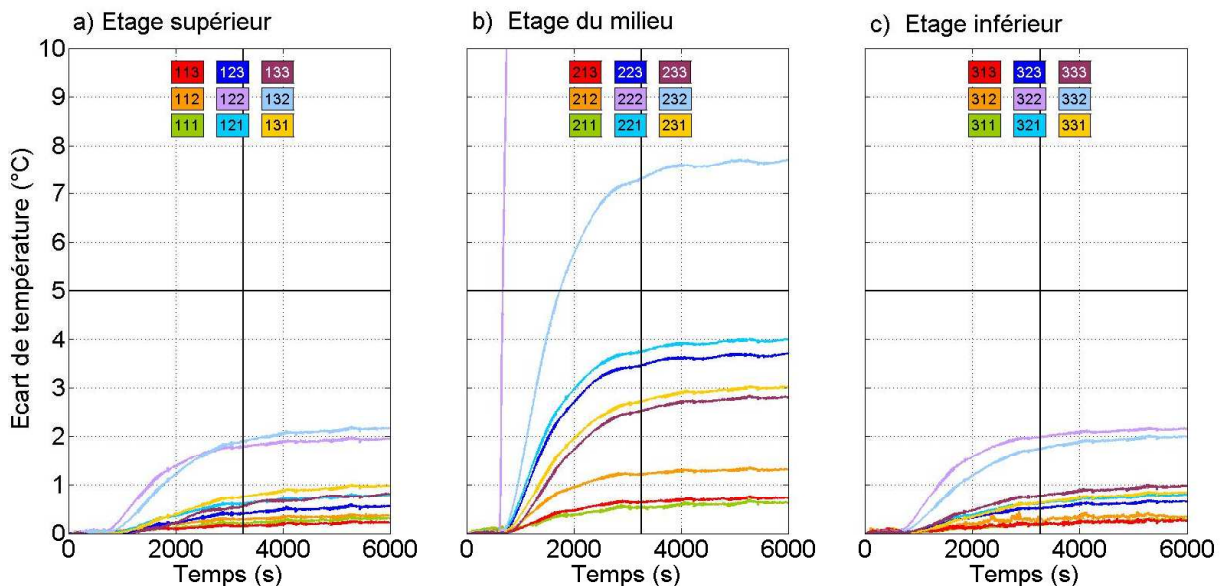 a) Etage supérieur
b) Etage du milieu
c) Etage inférieur
Ecart de température (°C)
10
9
8
7
6
5
4
3
2
1
0
113 123 133
112 122 132
111 121 131
213 223 233
212 222 232
211 221 231
313 323 333
312 322 332
311 321 331
0 2000 4000 6000
0 2000 4000 6000
0 2000 4000 6000
Temps (s)
Temps (s)
Temps (s)